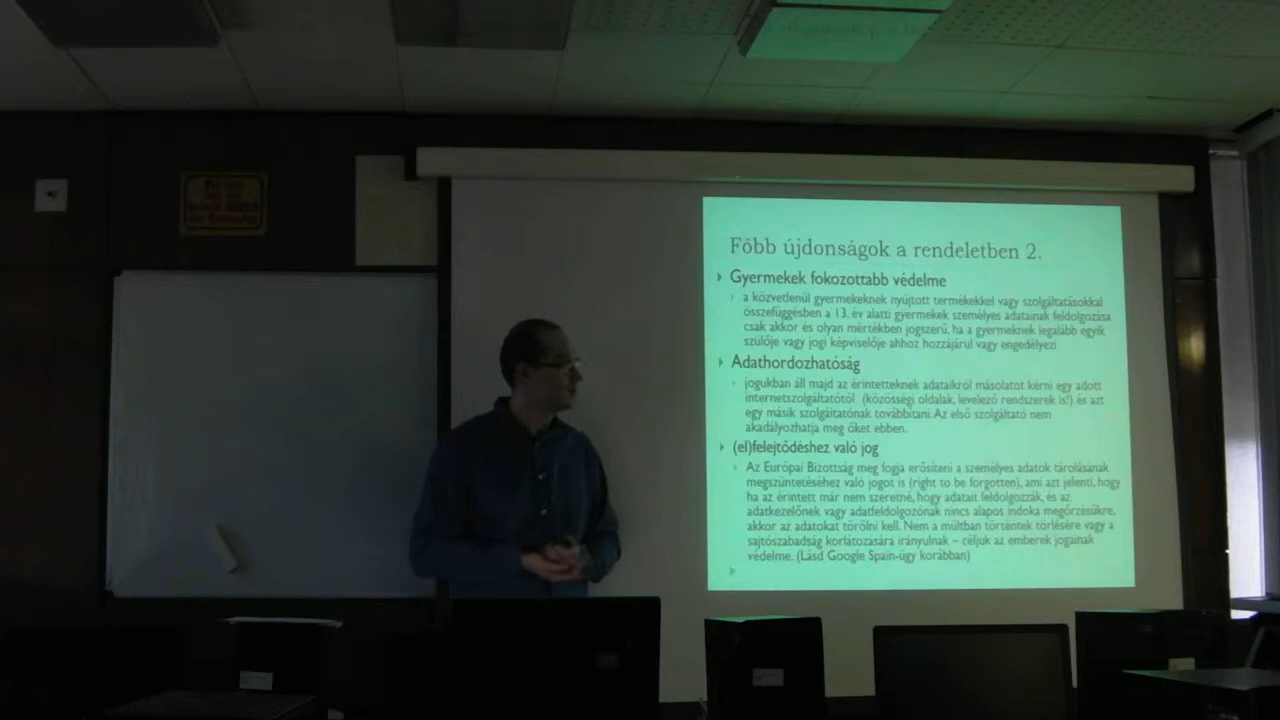 Főbb újdonságok a rendeletben 2.
Gyermekek fokozottabb védelme
a közvetlenül gyermekeknek nyújtott termékekkel vagy szolgáltatásokkal
összefüggésben a 13. év alatti gyermekek személyes adatainak feldolgozása
csak akkor és olyan mértékben jogszerű, ha a gyermeknek legalább egyik
szülője vagy jogi képviselője ahhoz hozzájárul vagy engedélyezi
Adathordozhatóság
jogukban áll majd az érintetteknek adataikról másolatot kérni egy adott
internetszolgáltatótól (közösségi oldalak, levelező rendszerek is!) és azt
egy másik szolgáltatónak továbbítani. Az első szolgáltató nem
akadályozhatja meg őket ebben.
(el)felejtődéshez való jog
Az Európai Bizottság meg fogja erősíteni a személyes adatok tárolásának
megszüntetéséhez való jogot is (right to be forgotten), ami azt jelenti, hogy
ha az érintett már nem szeretné, hogy adatait feldolgozzák, és az
adatkezelőnek vagy adatfeldolgozónak nincs alapos indoka megőrzésükre,
akkor az adatokat törölni kell. Nem a múltban történtek törlésére vagy a
sajtószabadság korlátozására irányulnak – céljuk az emberek jogainak
védelme. (Lásd Google Spain-ügy korábban)